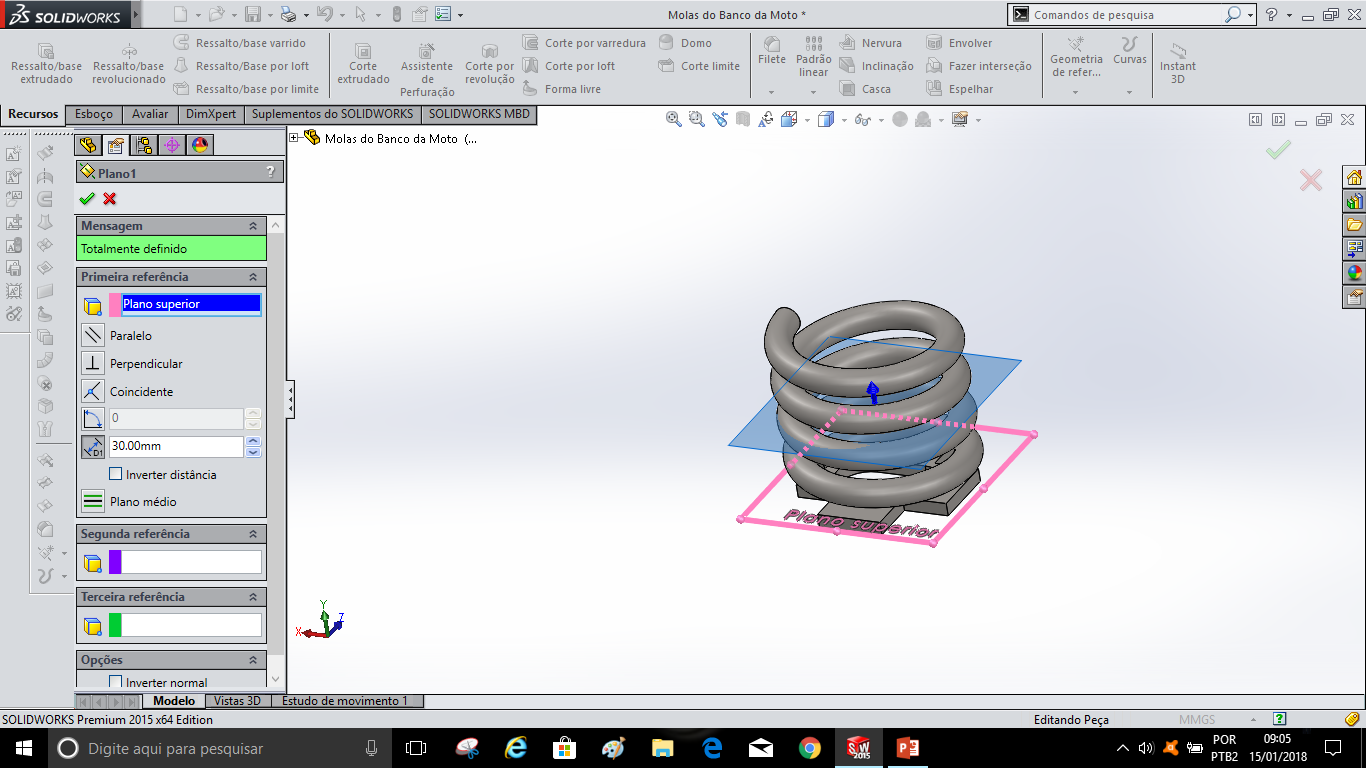 SOLIDWORKS
Molas do Banco da Moto *
Comandos de pesquisa
Ressalto/base extrudado
Ressalto/base revolucionado
Ressalto/base varrido
Ressalto/Base por loft
Ressalto/base por limite
Corte extrudado
Assistente de Perfuração
Corte por revolução
Corte por varredura
Corte por loft
Forma livre
Domo
Corte limite
Filete
Padrão linear
Nervura
Inclinação
Casca
Envolver
Fazer interseção
Espelhar
Geometria de refer...
Curvas
Instant 3D
Recursos
Esboço
Avaliar
DimXpert
Suplementos do SOLIDWORKS
SOLIDWORKS MBD
Molas do Banco da Moto (...
Plano1
?
Mensagem
Totalmente definido
Primeira referência
Plano superior
Paralelo
Perpendicular
Coincidente
0
D1
30.00mm
Inverter distância
Plano médio
Segunda referência
Terceira referência
Opções
Inverter normal
Plano superior
Y
Z
X
Modelo
Vistas 3D
Estudo de movimento 1
SOLIDWORKS Premium 2015 x64 Edition
Editando Peça
MMGS
?
Digite aqui para pesquisar
SW
2015
POR
PTB2
09:05
15/01/2018